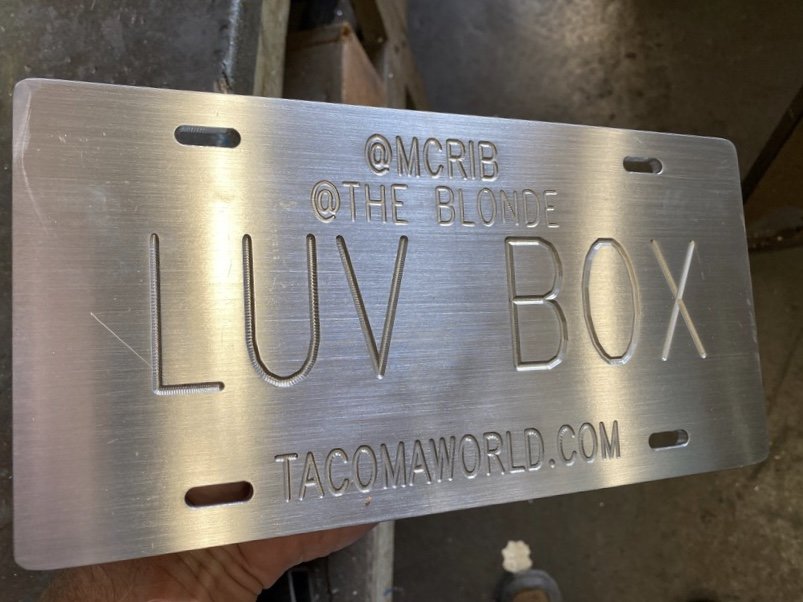 @MCRIB
@THE BLONDE
LUV BOX
TACOMAWORLD.COM